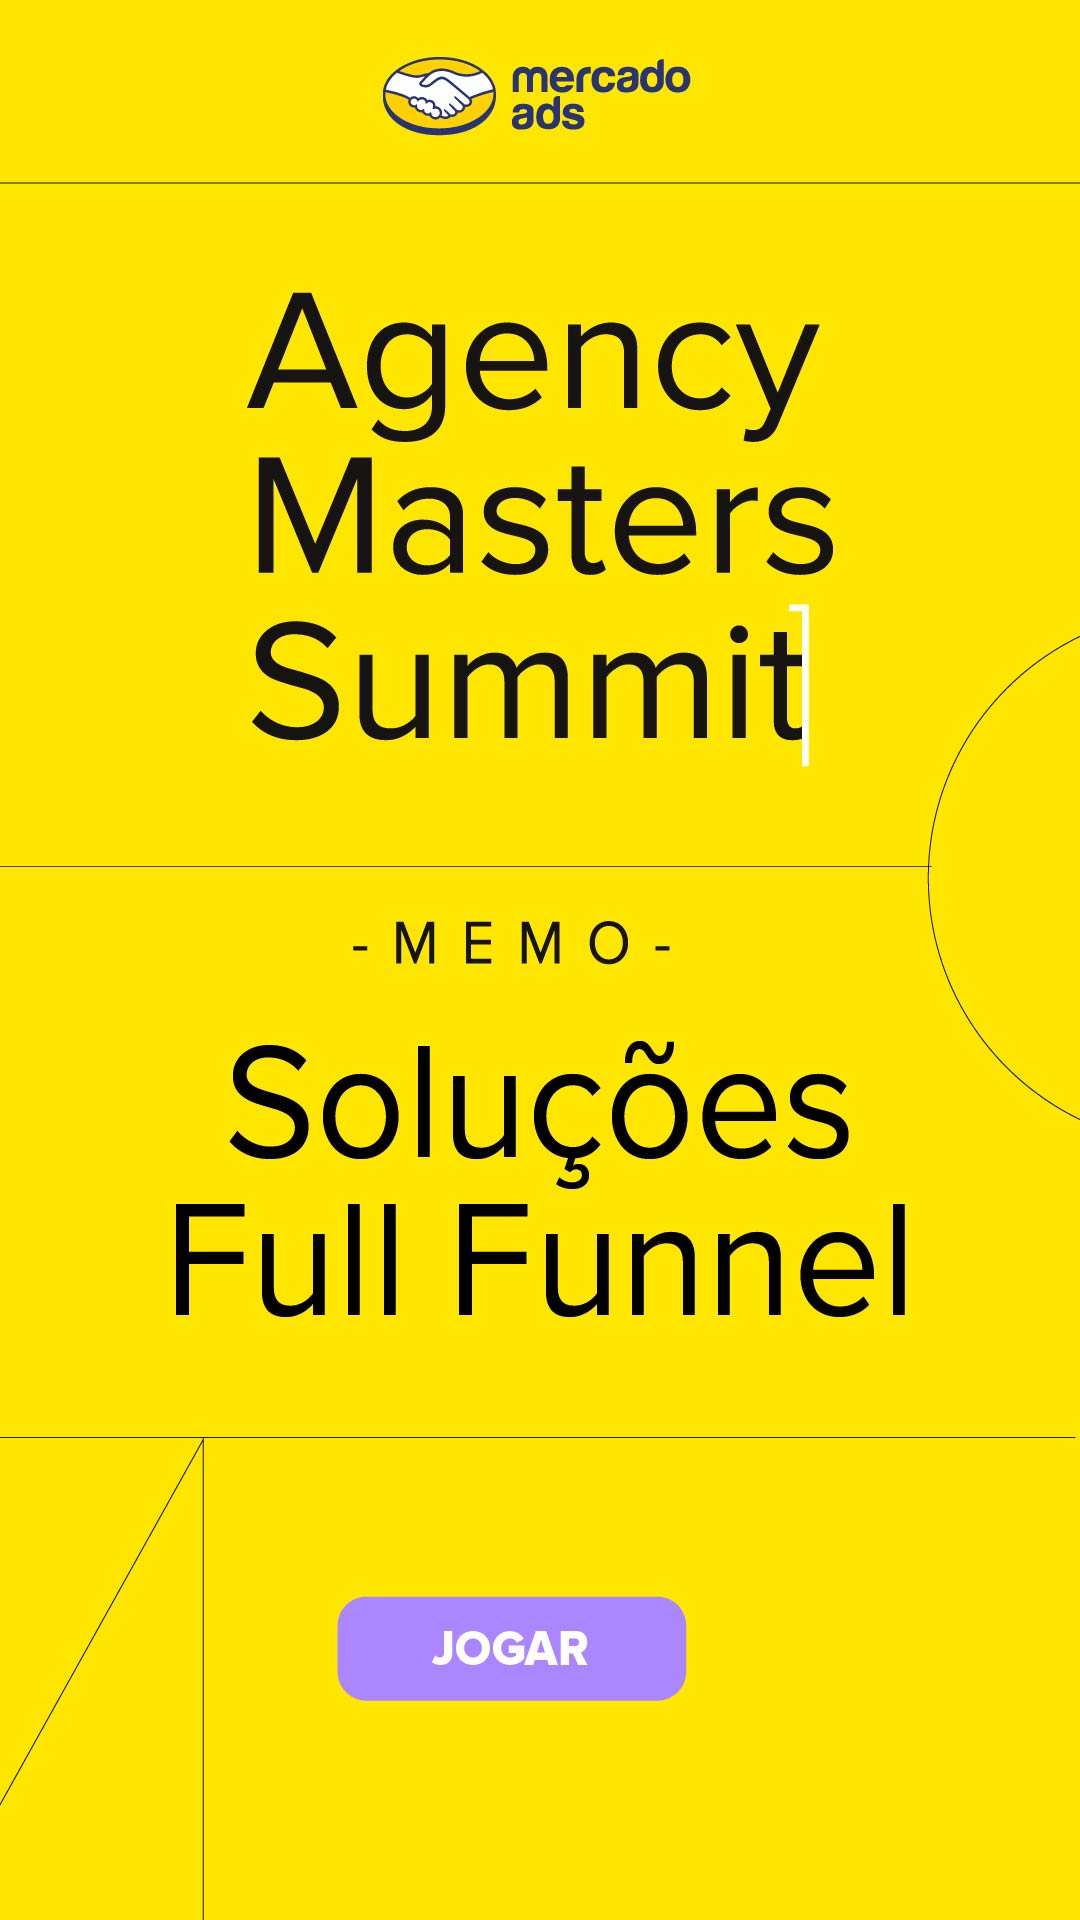 mercado
ads
Agency
Masters
Summit
- M E M O -
Soluções
Full Funnel
JOGAR